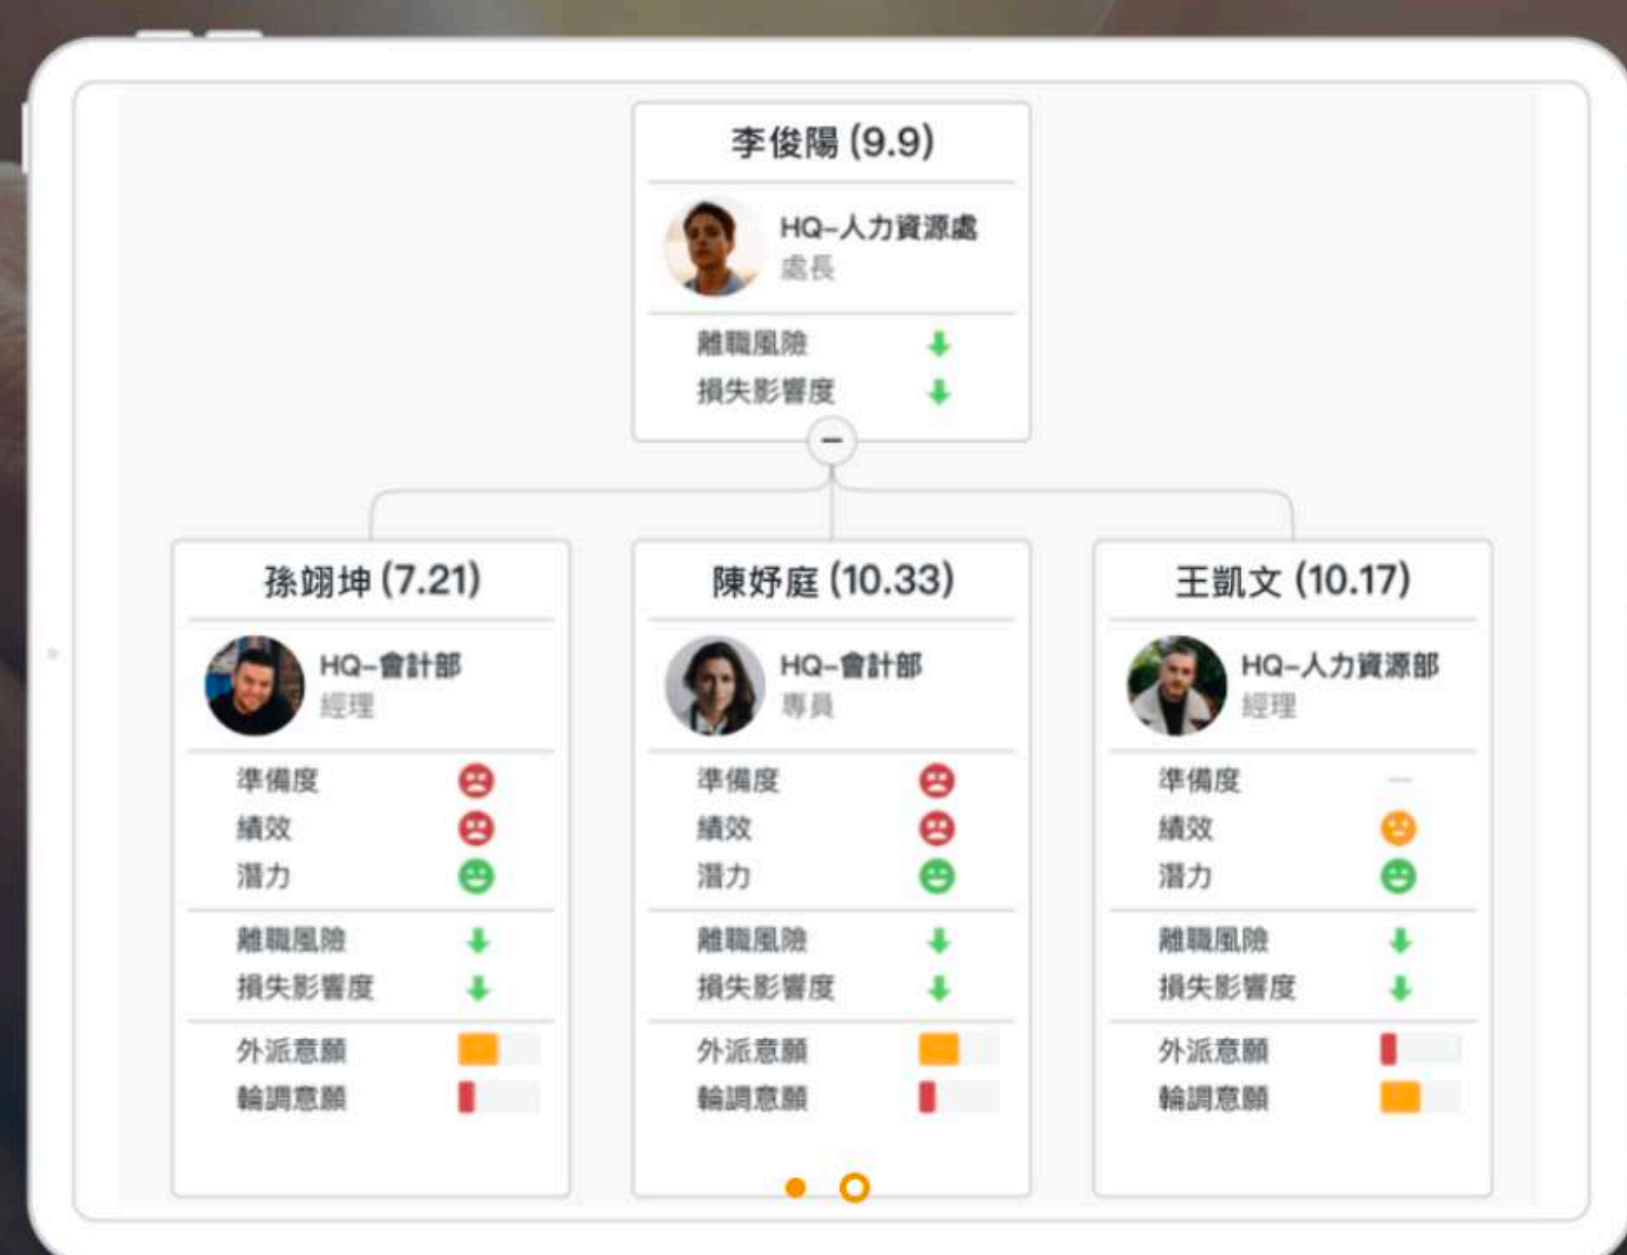 李俊陽 (9.9)
HQ-人力資源處
處長
離職風險
損失影響度
孫翊坤 (7.21)
HQ-會計部
經理
準備度
績效
潛力
離職風險
損失影響度
外派意願
輪調意願
陳妤庭 (10.33)
HQ-會計部
專員
準備度
績效
潛力
離職風險
損失影響度
外派意願
輪調意願
王凱文 (10.17)
HQ-人力資源部
經理
準備度
績效
潛力
離職風險
損失影響度
外派意願
輪調意願